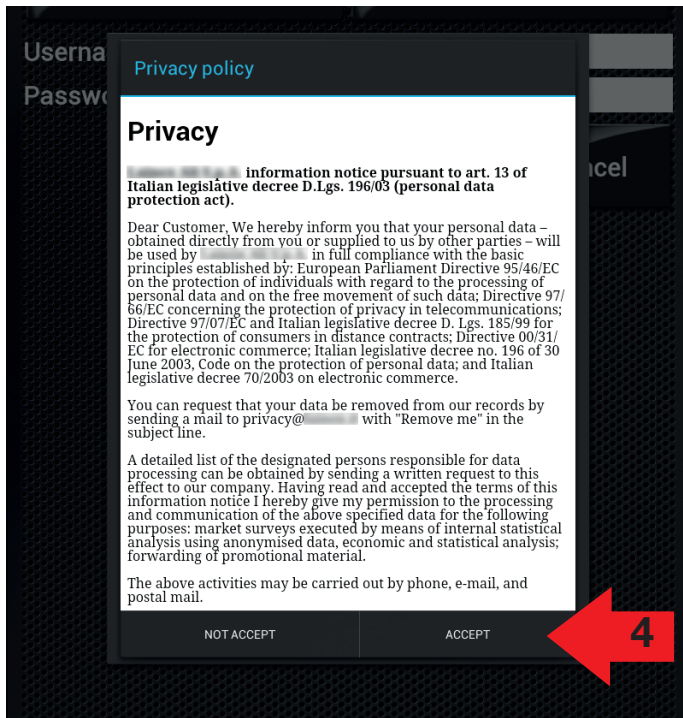 Userna
Passwo
ncel
Privacy policy
Privacy
information notice pursuant to art. 13 of
Italian legislative decree D.Lgs. 196/03 (personal data
protection act).
Dear Customer, We hereby inform you that your personal data –
obtained directly from you or supplied to us by other parties – will
be used by in full compliance with the basic
principles established by: European Parliament Directive 95/46/EC
on the protection of individuals with regard to the processing of
personal data and on the free movement of such data; Directive 97/
66/EC concerning the protection of privacy in telecommunications;
Directive 97/07/EC and Italian legislative decree D. Lgs. 185/99 for
the protection of consumers in distance contracts; Directive 00/31/
EC for electronic commerce; Italian legislative decree no. 196 of 30
June 2003, Code on the protection of personal data; and Italian
legislative decree 70/2003 on electronic commerce.
You can request that your data be removed from our records by
sending a mail to privacy@ with "Remove me" in the
subject line.
A detailed list of the designated persons responsible for data
processing can be obtained by sending a written request to this
effect to our company. Having read and accepted the terms of this
information notice I hereby give my permission to the processing
and communication of the above specified data for the following
purposes: market surveys executed by means of internal statistical
analysis using anonymised data, economic and statistical analysis;
forwarding of promotional material.
The above activities may be carried out by phone, e-mail, and
postal mail.
NOT ACCEPT
ACCEPT
4